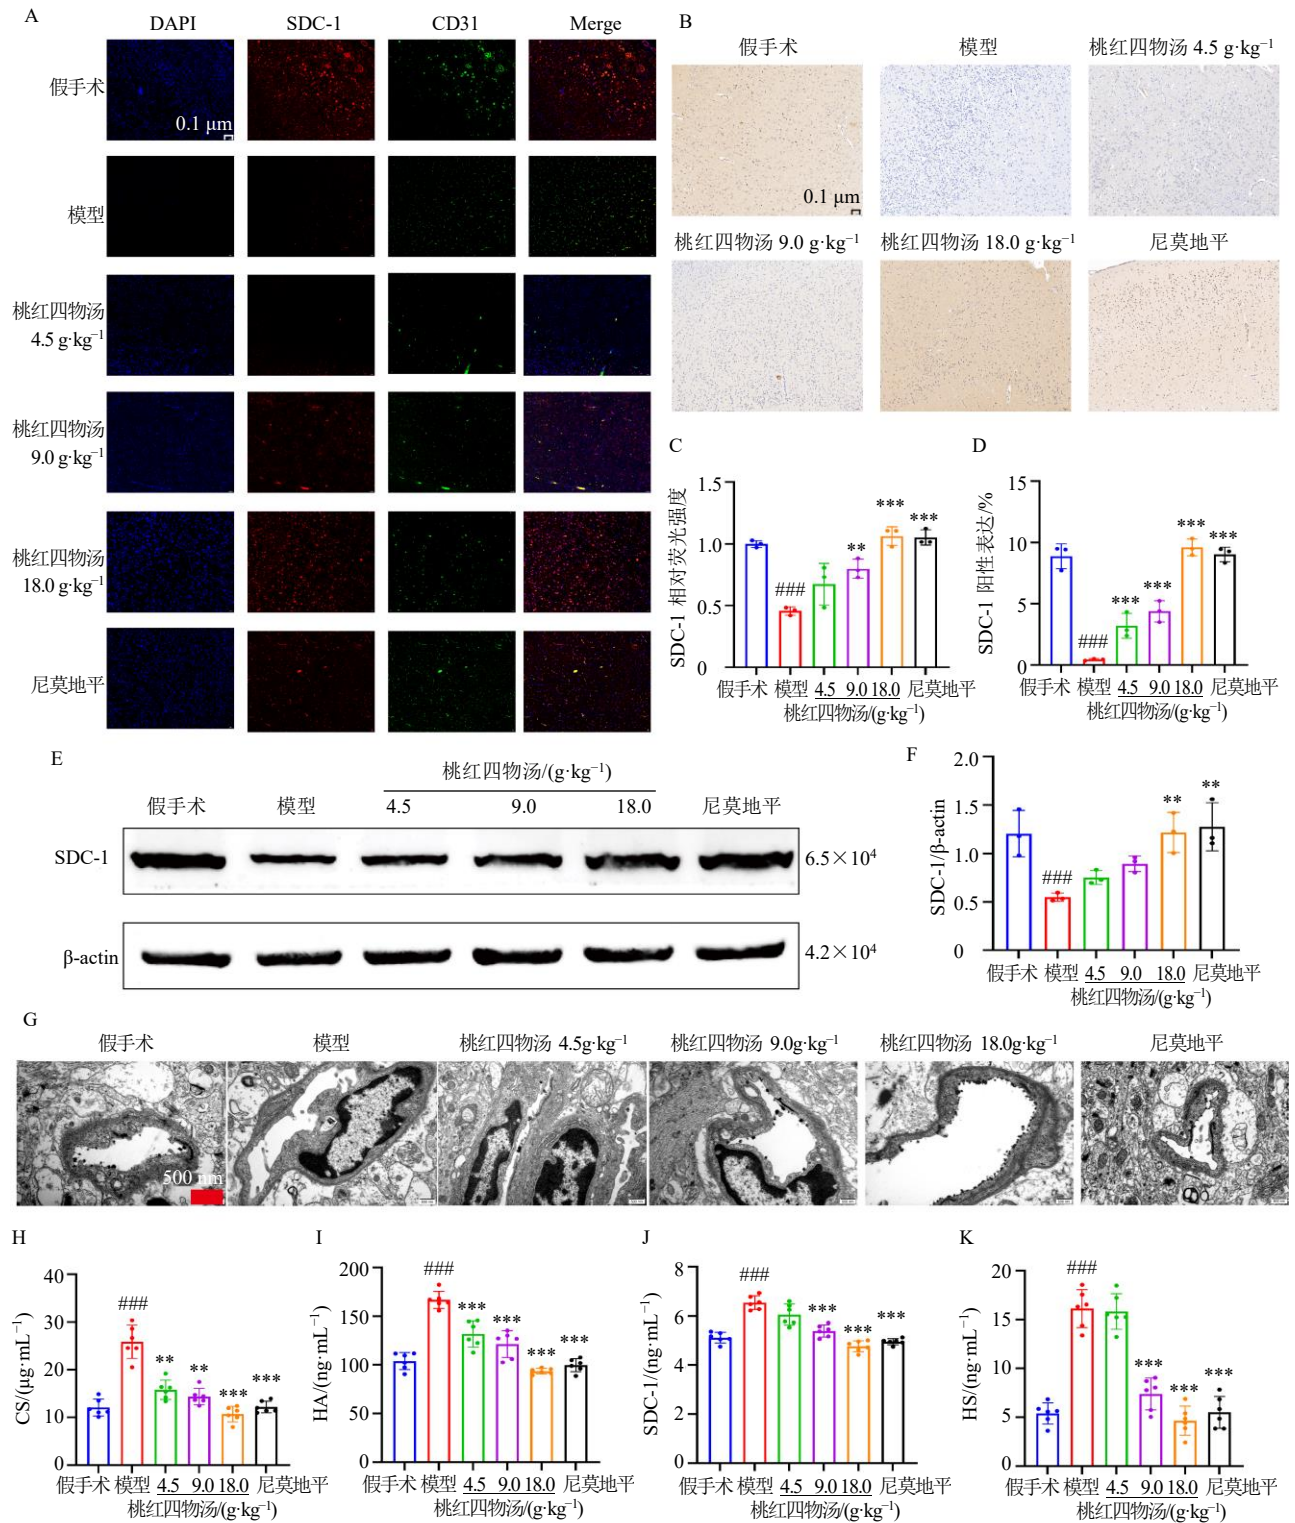 A
DAPI SDC-1 CD31 Merge
假手术
0.1 μm
模型
桃红四物汤
4.5 g·kg⁻¹
桃红四物汤
9.0 g·kg⁻¹
桃红四物汤
18.0 g·kg⁻¹
尼莫地平
B
假手术 模型 桃红四物汤 4.5 g·kg⁻¹
0.1 μm
桃红四物汤 9.0 g·kg⁻¹ 桃红四物汤 18.0 g·kg⁻¹ 尼莫地平
C
SDC-1 相对荧光强度
1.5
1.0
0.5
0
###
**
***
***
假手术 模型 4.5 9.0 18.0 尼莫地平
桃红四物汤/(g·kg⁻¹)
D
SDC-1 阳性表达/%
15
10
5
0
###
***
***
***
***
假手术 模型 4.5 9.0 18.0 尼莫地平
桃红四物汤/(g·kg⁻¹)
E
桃红四物汤/(g·kg⁻¹)
假手术 模型 4.5 9.0 18.0 尼莫地平
SDC-1 6.5×10⁴
β-actin 4.2×10⁴
F
SDC-1/β-actin
2.0
1.5
1.0
0.5
0
###
**
**
假手术 模型 4.5 9.0 18.0 尼莫地平
桃红四物汤/(g·kg⁻¹)
G
假手术 模型 桃红四物汤 4.5g·kg⁻¹ 桃红四物汤 9.0g·kg⁻¹ 桃红四物汤 18.0g·kg⁻¹ 尼莫地平
500 nm
H
CS/(μg·mL⁻¹)
40
30
20
10
0
###
**
**
***
***
假手术 模型 4.5 9.0 18.0 尼莫地平
桃红四物汤/(g·kg⁻¹)
I
HA/(ng·mL⁻¹)
200
150
100
50
0
###
***
***
***
***
假手术 模型 4.5 9.0 18.0 尼莫地平
桃红四物汤/(g·kg⁻¹)
J
SDC-1/(ng·mL⁻¹)
8
6
4
2
0
###
***
***
***
假手术 模型 4.5 9.0 18.0 尼莫地平
桃红四物汤/(g·kg⁻¹)
K
HS/(ng·mL⁻¹)
20
15
10
5
0
###
***
***
***
假手术 模型 4.5 9.0 18.0 尼莫地平
桃红四物汤/(g·kg⁻¹)